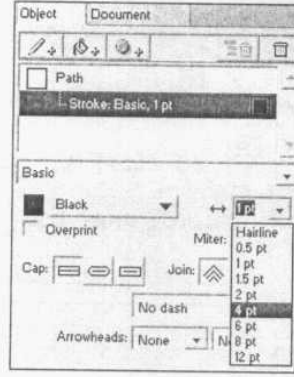 Object Document
Path
Stroke: Basic, 1 pt
Basic
Black 1 pt
Overprint Miter: Hairline
0.5 pt
Cap: Join: 1 pt
1.5 pt
2 pt
No dash 4 pt
6 pt
Arrowheads: None 8 pt
12 pt